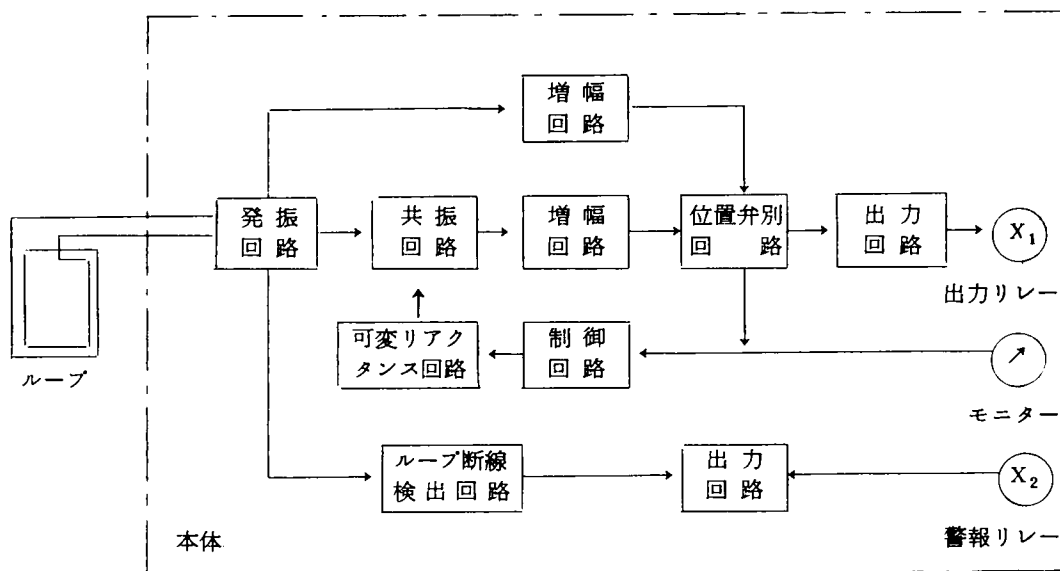 増幅
回路
発振
回路
共振
回路
増幅
回路
位置弁別
回路
出力
回路
X1
出力リレー
可変リアク
タンス回路
制御
回路
ループ
モニター
ループ断線
検出回路
出力
回路
X2
本体
警報リレー